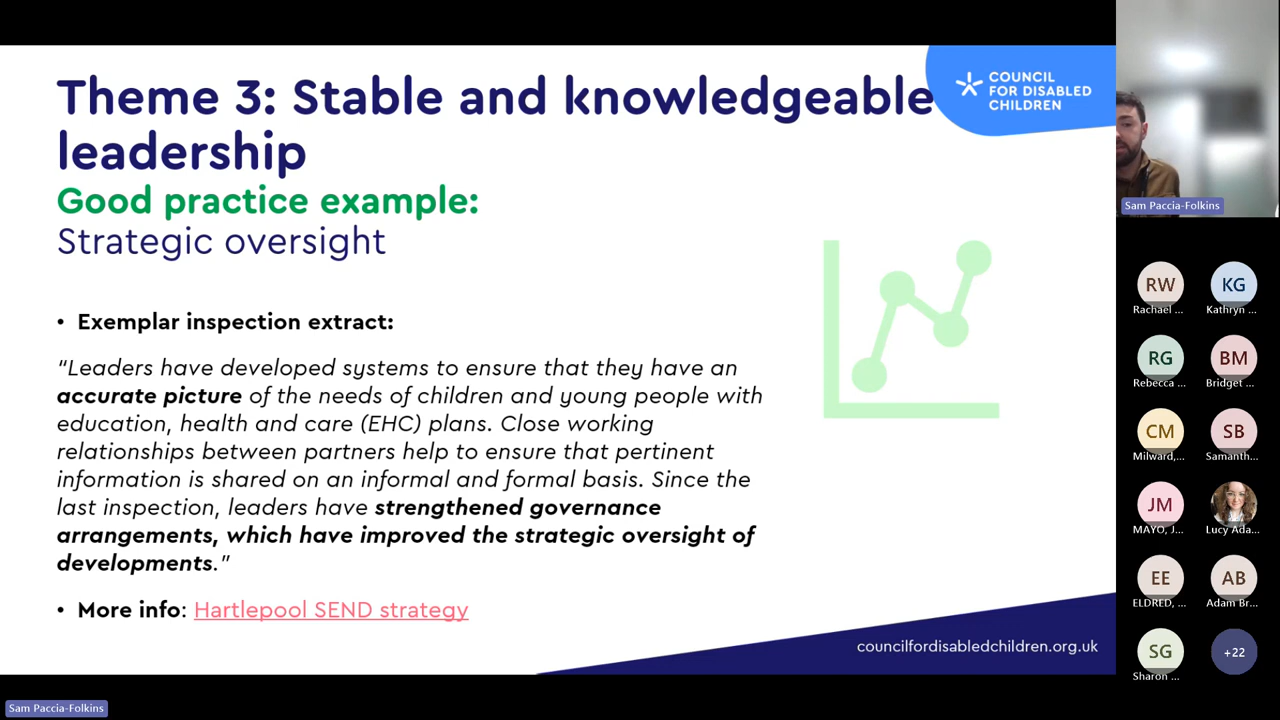 Theme 3: Stable and knowledgeable
leadership
Good practice example:
Strategic oversight
• Exemplar inspection extract:
“Leaders have developed systems to ensure that they have an
accurate picture of the needs of children and young people with
education, health and care (EHC) plans. Close working
relationships between partners help to ensure that pertinent
information is shared on an informal and formal basis. Since the
last inspection, leaders have strengthened governance
arrangements, which have improved the strategic oversight of
developments.”
• More info: Hartlepool SEND strategy
COUNCIL
FOR DISABLED
CHILDREN
councilfordisabledchildren.org.uk
Sam Paccia-Folkins
RW
Rachael ...
KG
Kathryn ...
RG
Rebecca ...
BM
Bridget ...
CM
Milward,...
SB
Samanth...
JM
MAYO, J...
Lucy Ada...
EE
ELDRED, ...
AB
Adam Br...
SG
Sharon ...
+22
Sam Paccia-Folkins